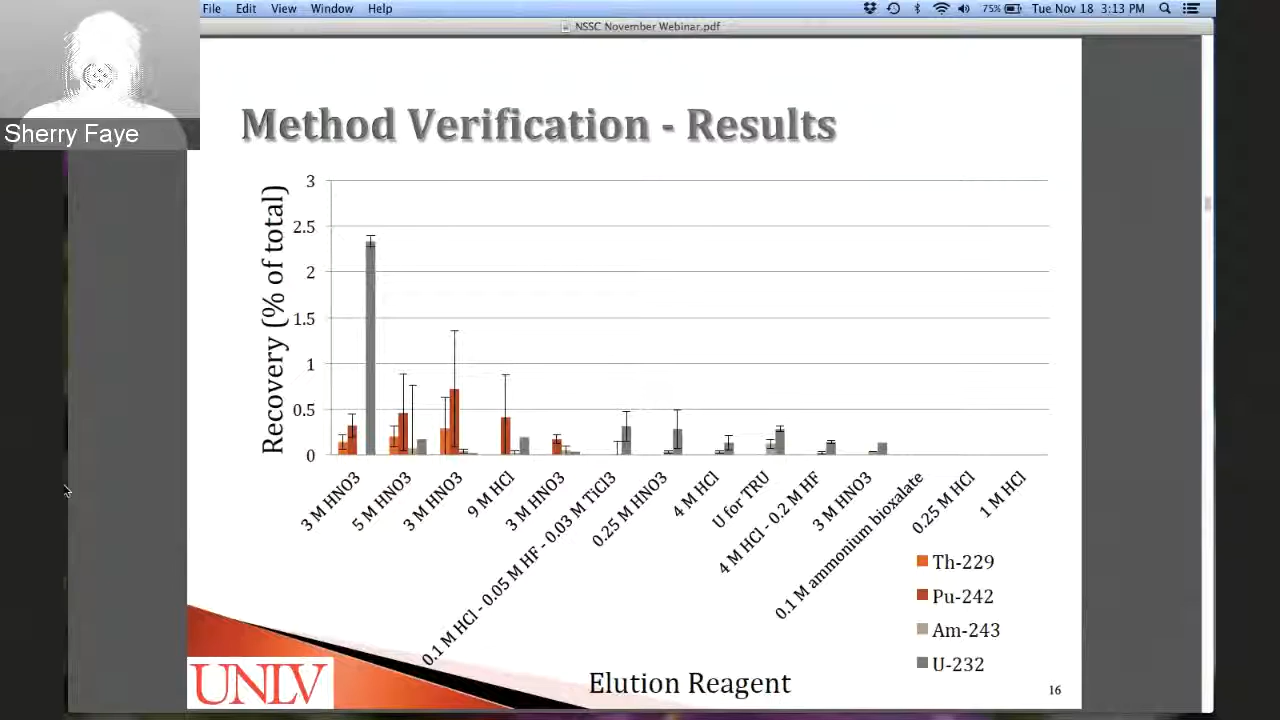 File Edit View Window Help
75% Tue Nov 18 3:13 PM
NSSC November Webinar.pdf
Sherry Faye
Method Verification - Results
Recovery (% of total)
3
2.5
2
1.5
1
0.5
0
3 M HNO3
5 M HNO3
3 M HNO3
9 M HCl
3 M HNO3
0.1 M HCl - 0.05 M HF - 0.03 M TiCl3
0.25 M HNO3
4 M HCl
U for TRU
4 M HCl - 0.2 M HF
3 M HNO3
0.1 M ammonium bioxalate
0.25 M HCl
1 M HCl
Th-229
Pu-242
Am-243
U-232
Elution Reagent
UNLV
16